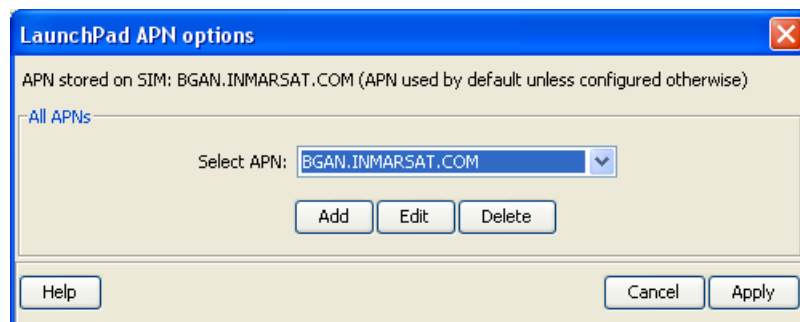 LaunchPad APN options
APN stored on SIM: BGAN.INMARSAT.COM (APN used by default unless configured otherwise)
All APNs
Select APN: BGAN.INMARSAT.COM
Add Edit Delete
Help Cancel Apply